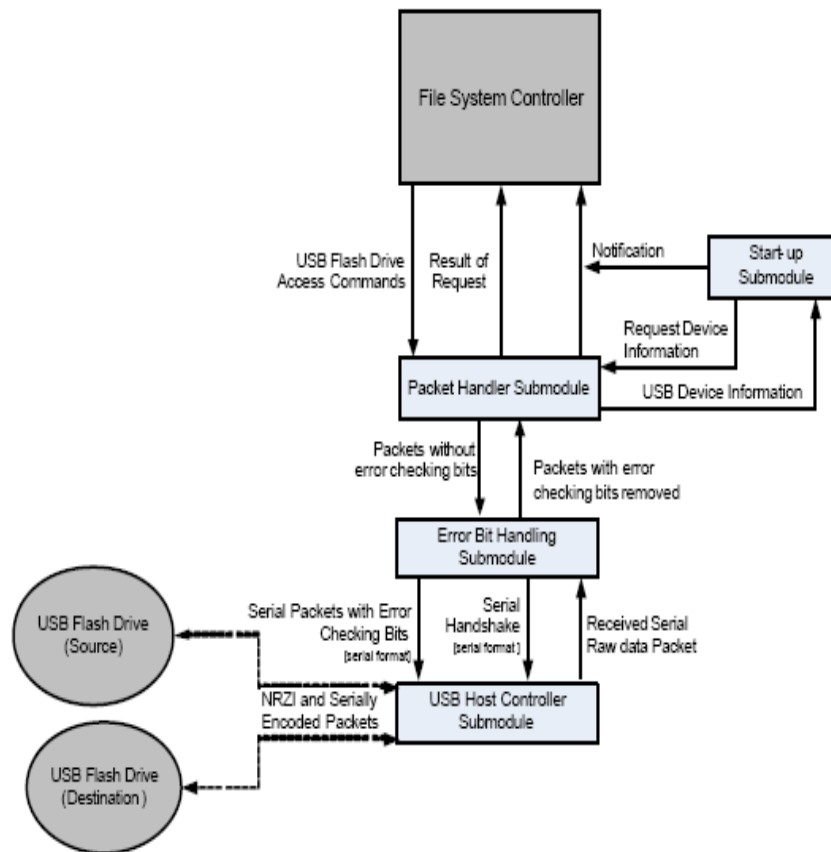 File System Controller
USB Flash Drive
Access Commands
Result of
Request
Notification
Start-up
Submodule
Request Device
Information
Packet Handler Submodule
USB Device Information
Packets without
error checking bits
Packets with error
checking bits removed
Error Bit Handling
Submodule
USB Flash Drive
(Source)
Serial Packets with Error
Checking Bits
[serial format]
Serial
Handshake
[serial format ]
Received Serial
Raw data Packet
NRZI and Serially
Encoded Packets
USB Host Controller
Submodule
USB Flash Drive
(Destination )